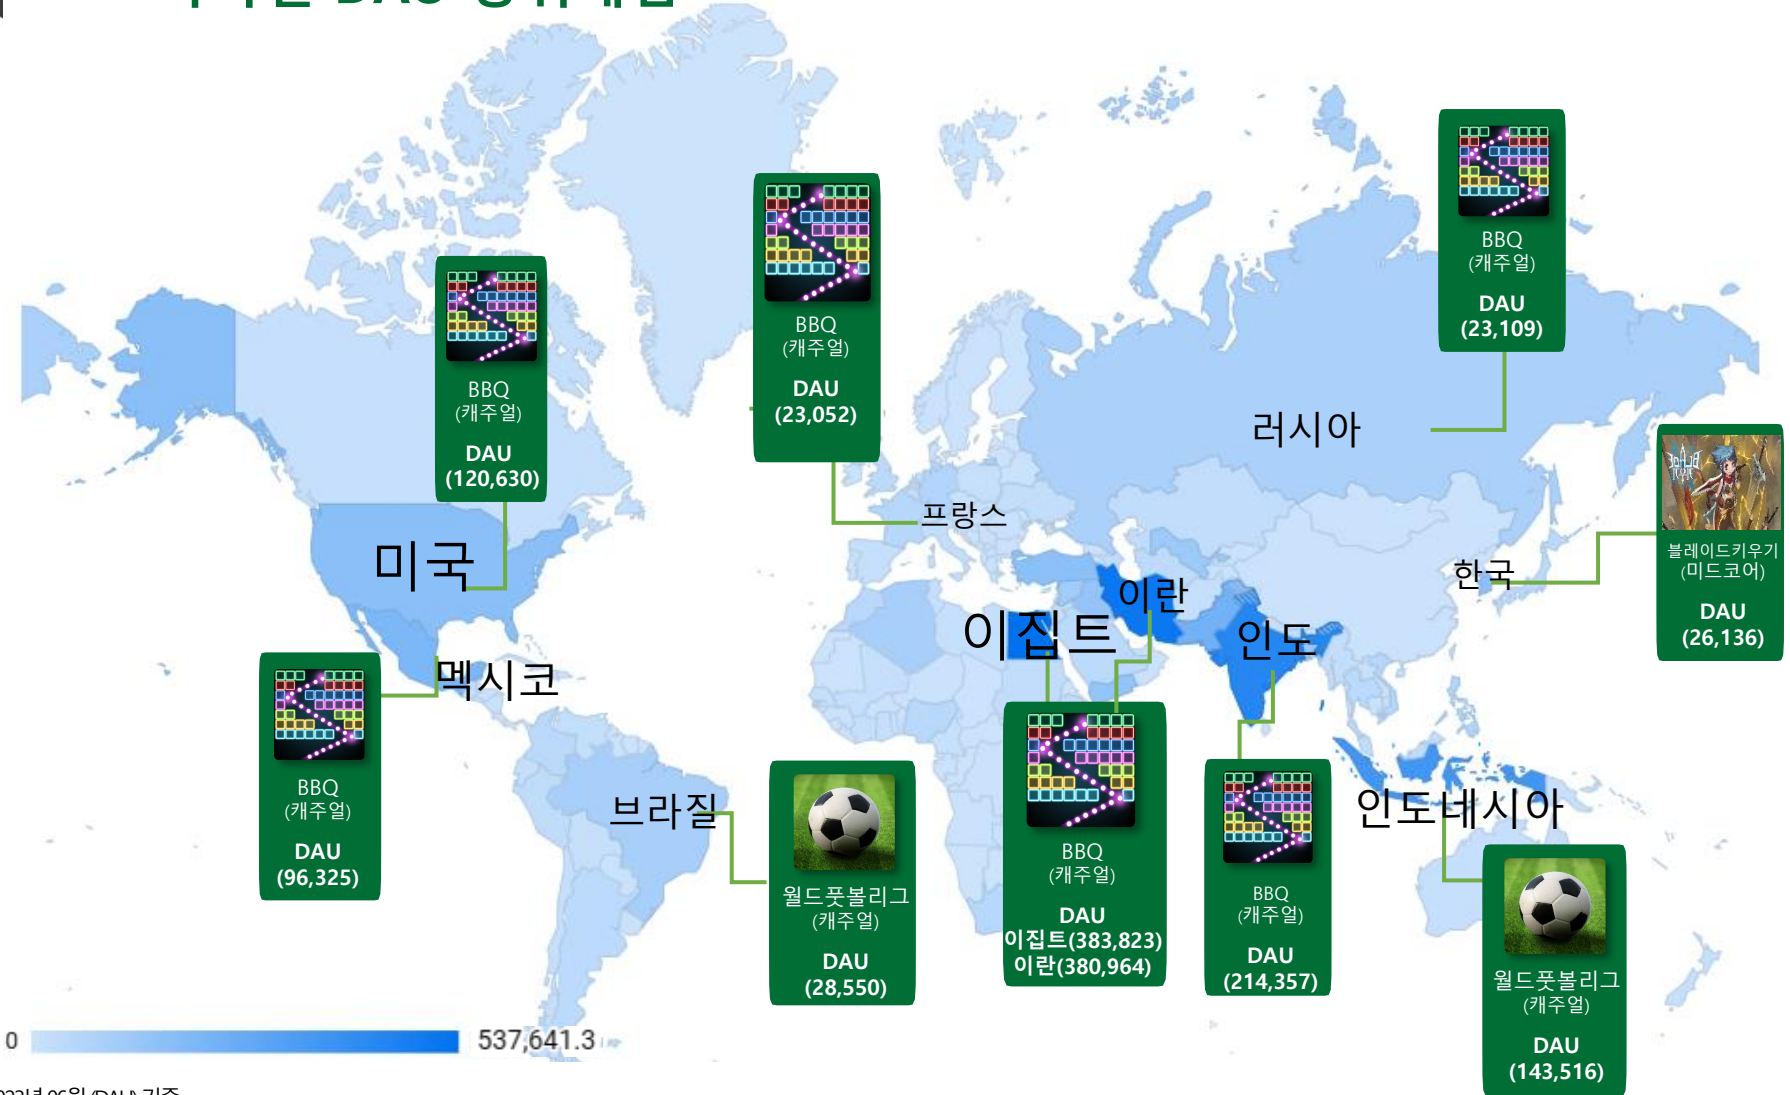 DAU
BBQ
(캐주얼)
DAU
(23,109)
BBQ
(캐주얼)
DAU
(23,052)
BBQ
(캐주얼)
DAU
(120,630)
러시아
프랑스
미국
한국
블레이드키우기
(미드코어)
DAU
(26,136)
이란
이집트
인도
멕시코
BBQ
(캐주얼)
DAU
(96,325)
브라질
월드풋볼리그
(캐주얼)
DAU
(28,550)
BBQ
(캐주얼)
DAU
이집트(383,823)
이란(380,964)
BBQ
(캐주얼)
DAU
(214,357)
인도네시아
월드풋볼리그
(캐주얼)
DAU
(143,516)
0
537,641.3